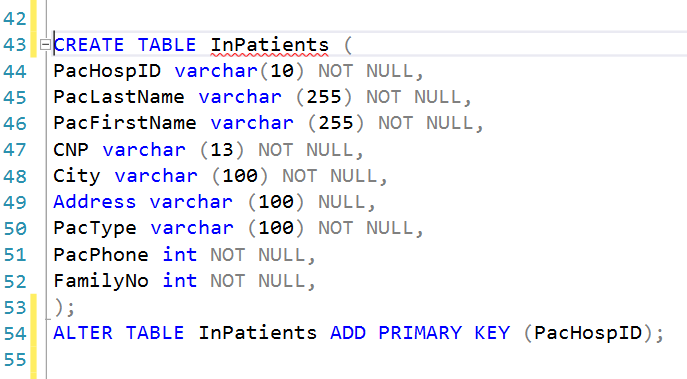 42
43 CREATE TABLE InPatients (
44 PacHospID varchar(10) NOT NULL,
45 PacLastName varchar (255) NOT NULL,
46 PacFirstName varchar (255) NOT NULL,
47 CNP varchar (13) NOT NULL,
48 City varchar (100) NOT NULL,
49 Address varchar (100) NULL,
50 PacType varchar (100) NOT NULL,
51 PacPhone int NOT NULL,
52 FamilyNo int NOT NULL,
53 );
54 ALTER TABLE InPatients ADD PRIMARY KEY (PacHospID);
55